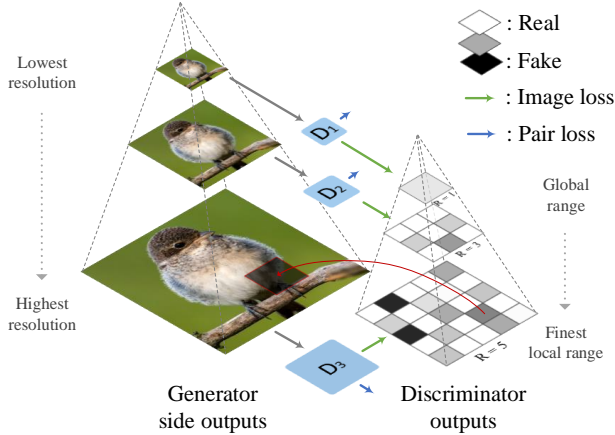 Lowest
resolution
: Real
: Fake
: Image loss
: Pair loss
D1
D2
R = 1
Global
range
R = 3
Highest
resolution
D3
R = 5
Finest
local range
Generator
side outputs
Discriminator
outputs